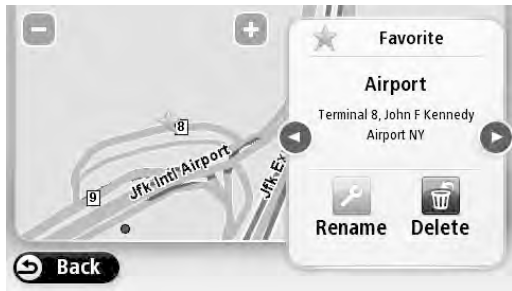 −
+
Favorite
Airport
Terminal 8, John F Kennedy
Airport NY
8
Jfk Intl Airport
9
Jfk Ex
Rename Delete
Back